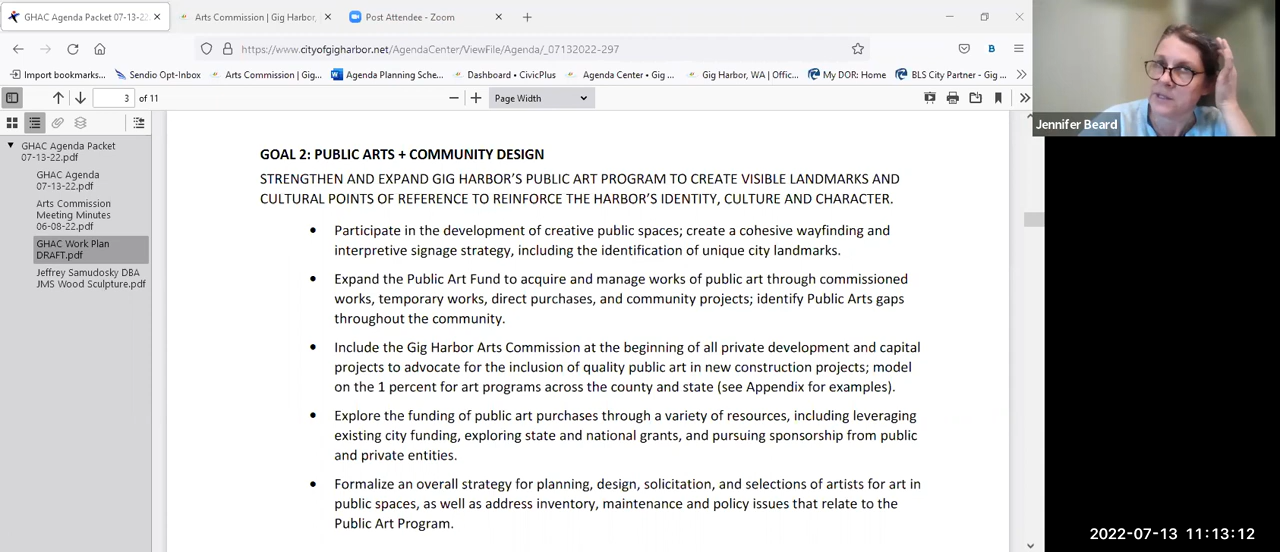 GHAC Agenda Packet 07-13-22
Arts Commission | Gig Harbor,
Post Attendee - Zoom
https://www.cityofgigharbor.net/AgendaCenter/ViewFile/Agenda/_07132022-297
B
Import bookmarks...
Sendio Opt-Inbox
Arts Commission | Gig...
Agenda Planning Sche...
Dashboard • CivicPlus
Agenda Center • Gig ...
Gig Harbor, WA | Offic...
My DOR: Home
BLS City Partner - Gig ...
3 of 11
Page Width
Jennifer Beard
GHAC Agenda Packet
07-13-22.pdf
GHAC Agenda
07-13-22.pdf
Arts Commission
Meeting Minutes
06-08-22.pdf
GHAC Work Plan
DRAFT.pdf
Jeffrey Samudosky DBA
JMS Wood Sculpture.pdf
GOAL 2: PUBLIC ARTS + COMMUNITY DESIGN
STRENGTHEN AND EXPAND GIG HARBOR'S PUBLIC ART PROGRAM TO CREATE VISIBLE LANDMARKS AND
CULTURAL POINTS OF REFERENCE TO REINFORCE THE HARBOR'S IDENTITY, CULTURE AND CHARACTER.
• Participate in the development of creative public spaces; create a cohesive wayfinding and
interpretive signage strategy, including the identification of unique city landmarks.
• Expand the Public Art Fund to acquire and manage works of public art through commissioned
works, temporary works, direct purchases, and community projects; identify Public Arts gaps
throughout the community.
• Include the Gig Harbor Arts Commission at the beginning of all private development and capital
projects to advocate for the inclusion of quality public art in new construction projects; model
on the 1 percent for art programs across the county and state (see Appendix for examples).
• Explore the funding of public art purchases through a variety of resources, including leveraging
existing city funding, exploring state and national grants, and pursuing sponsorship from public
and private entities.
• Formalize an overall strategy for planning, design, solicitation, and selections of artists for art in
public spaces, as well as address inventory, maintenance and policy issues that relate to the
Public Art Program.
2022-07-13 11:13:12